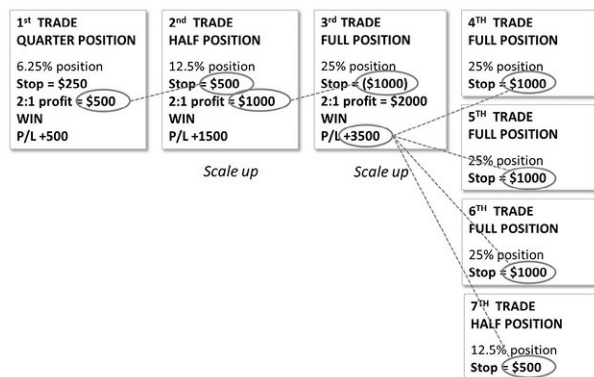 1st TRADE
QUARTER POSITION
6.25% position
Stop = $250
2:1 profit = $500
WIN
P/L +500
2nd TRADE
HALF POSITION
12.5% position
Stop = $500
2:1 profit = $1000
WIN
P/L +1500
Scale up
3rd TRADE
FULL POSITION
25% position
Stop = ($1000)
2:1 profit = $2000
WIN
P/L +3500
Scale up
4TH TRADE
FULL POSITION
25% position
Stop = $1000
5TH TRADE
FULL POSITION
25% position
Stop = $1000
6TH TRADE
FULL POSITION
25% position
Stop = $1000
7TH TRADE
HALF POSITION
12.5% position
Stop = $500